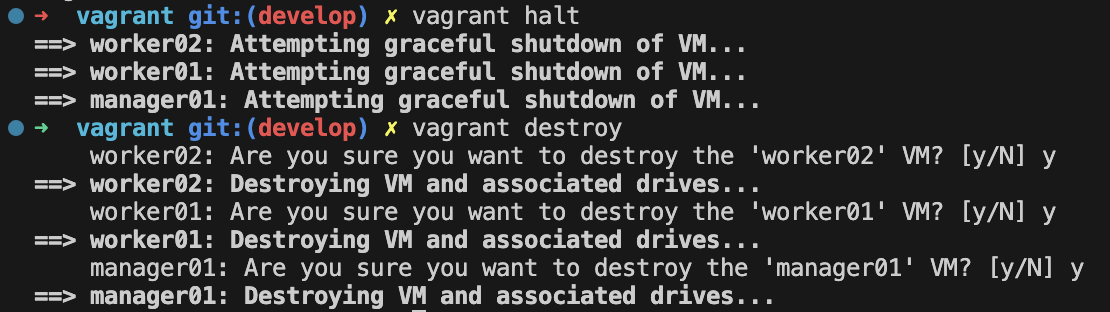 ➜  vagrant git:(develop) ✗ vagrant halt
==> worker02: Attempting graceful shutdown of VM...
==> worker01: Attempting graceful shutdown of VM...
==> manager01: Attempting graceful shutdown of VM...
➜  vagrant git:(develop) ✗ vagrant destroy
    worker02: Are you sure you want to destroy the 'worker02' VM? [y/N] y
==> worker02: Destroying VM and associated drives...
    worker01: Are you sure you want to destroy the 'worker01' VM? [y/N] y
==> worker01: Destroying VM and associated drives...
    manager01: Are you sure you want to destroy the 'manager01' VM? [y/N] y
==> manager01: Destroying VM and associated drives...